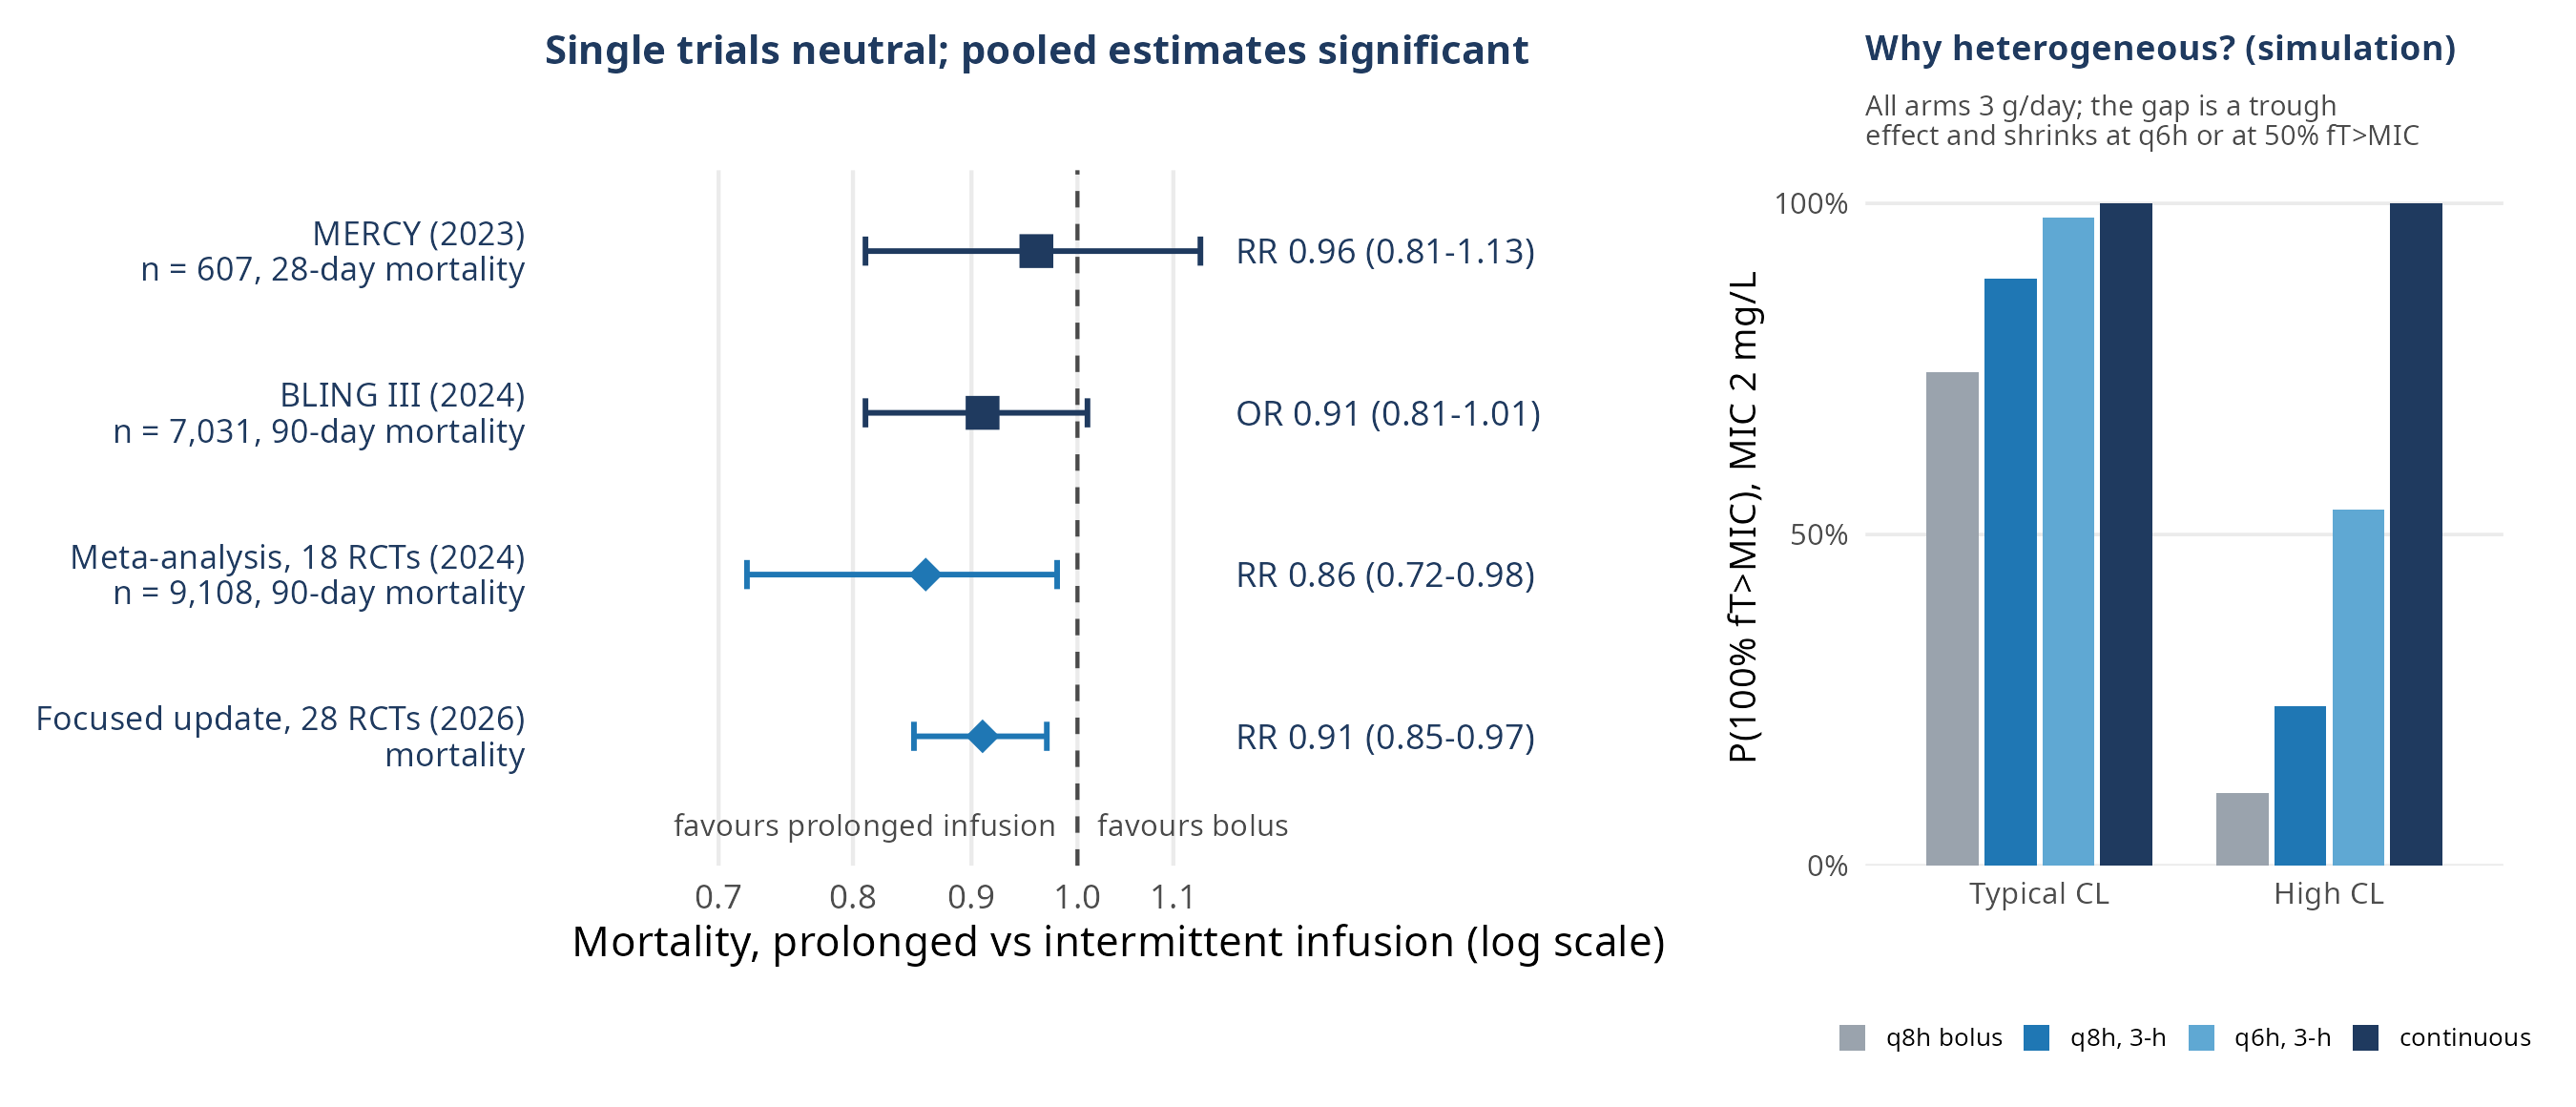 Single trials neutral; pooled estimates significant
MERCY (2023)
n = 607, 28-day mortality
RR 0.96 (0.81-1.13)
BLING III (2024)
n = 7,031, 90-day mortality
OR 0.91 (0.81-1.01)
Meta-analysis, 18 RCTs (2024)
n = 9,108, 90-day mortality
RR 0.86 (0.72-0.98)
Focused update, 28 RCTs (2026)
mortality
RR 0.91 (0.85-0.97)
favours prolonged infusion
favours bolus
0.7 0.8 0.9 1.0 1.1
Mortality, prolonged vs intermittent infusion (log scale)
Why heterogeneous? (simulation)
All arms 3 g/day; the gap is a trough
effect and shrinks at q6h or at 50% fT>MIC
P(100% fT>MIC), MIC 2 mg/L
100%
50%
0%
Typical CL High CL
q8h bolus q8h, 3-h q6h, 3-h continuous